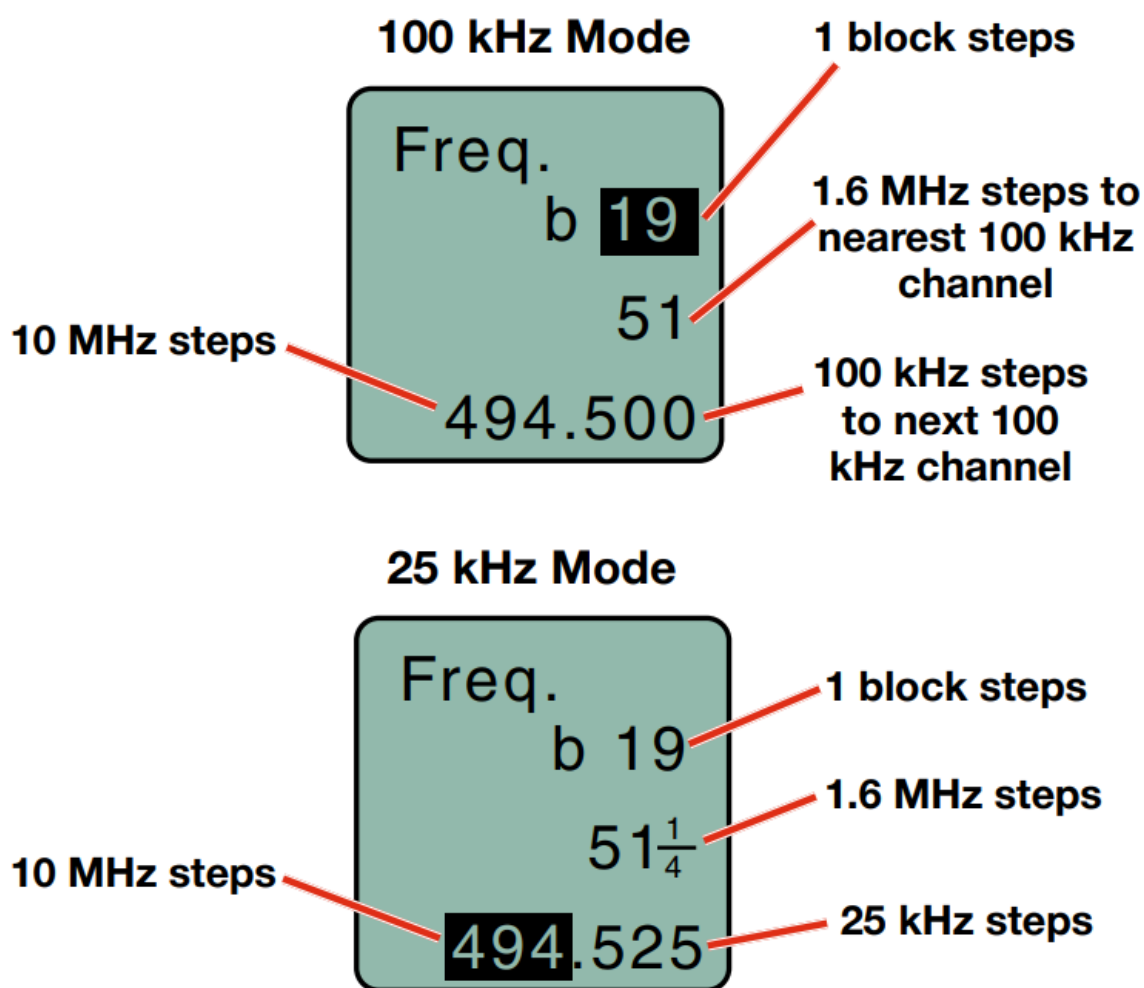 100 kHz Mode
1 block steps
Freq.
b 19
1.6 MHz steps to
nearest 100 kHz
channel
51
10 MHz steps
494.500
100 kHz steps
to next 100
kHz channel
25 kHz Mode
Freq.
b 19
1 block steps
51 1/4
1.6 MHz steps
10 MHz steps
494.525
25 kHz steps